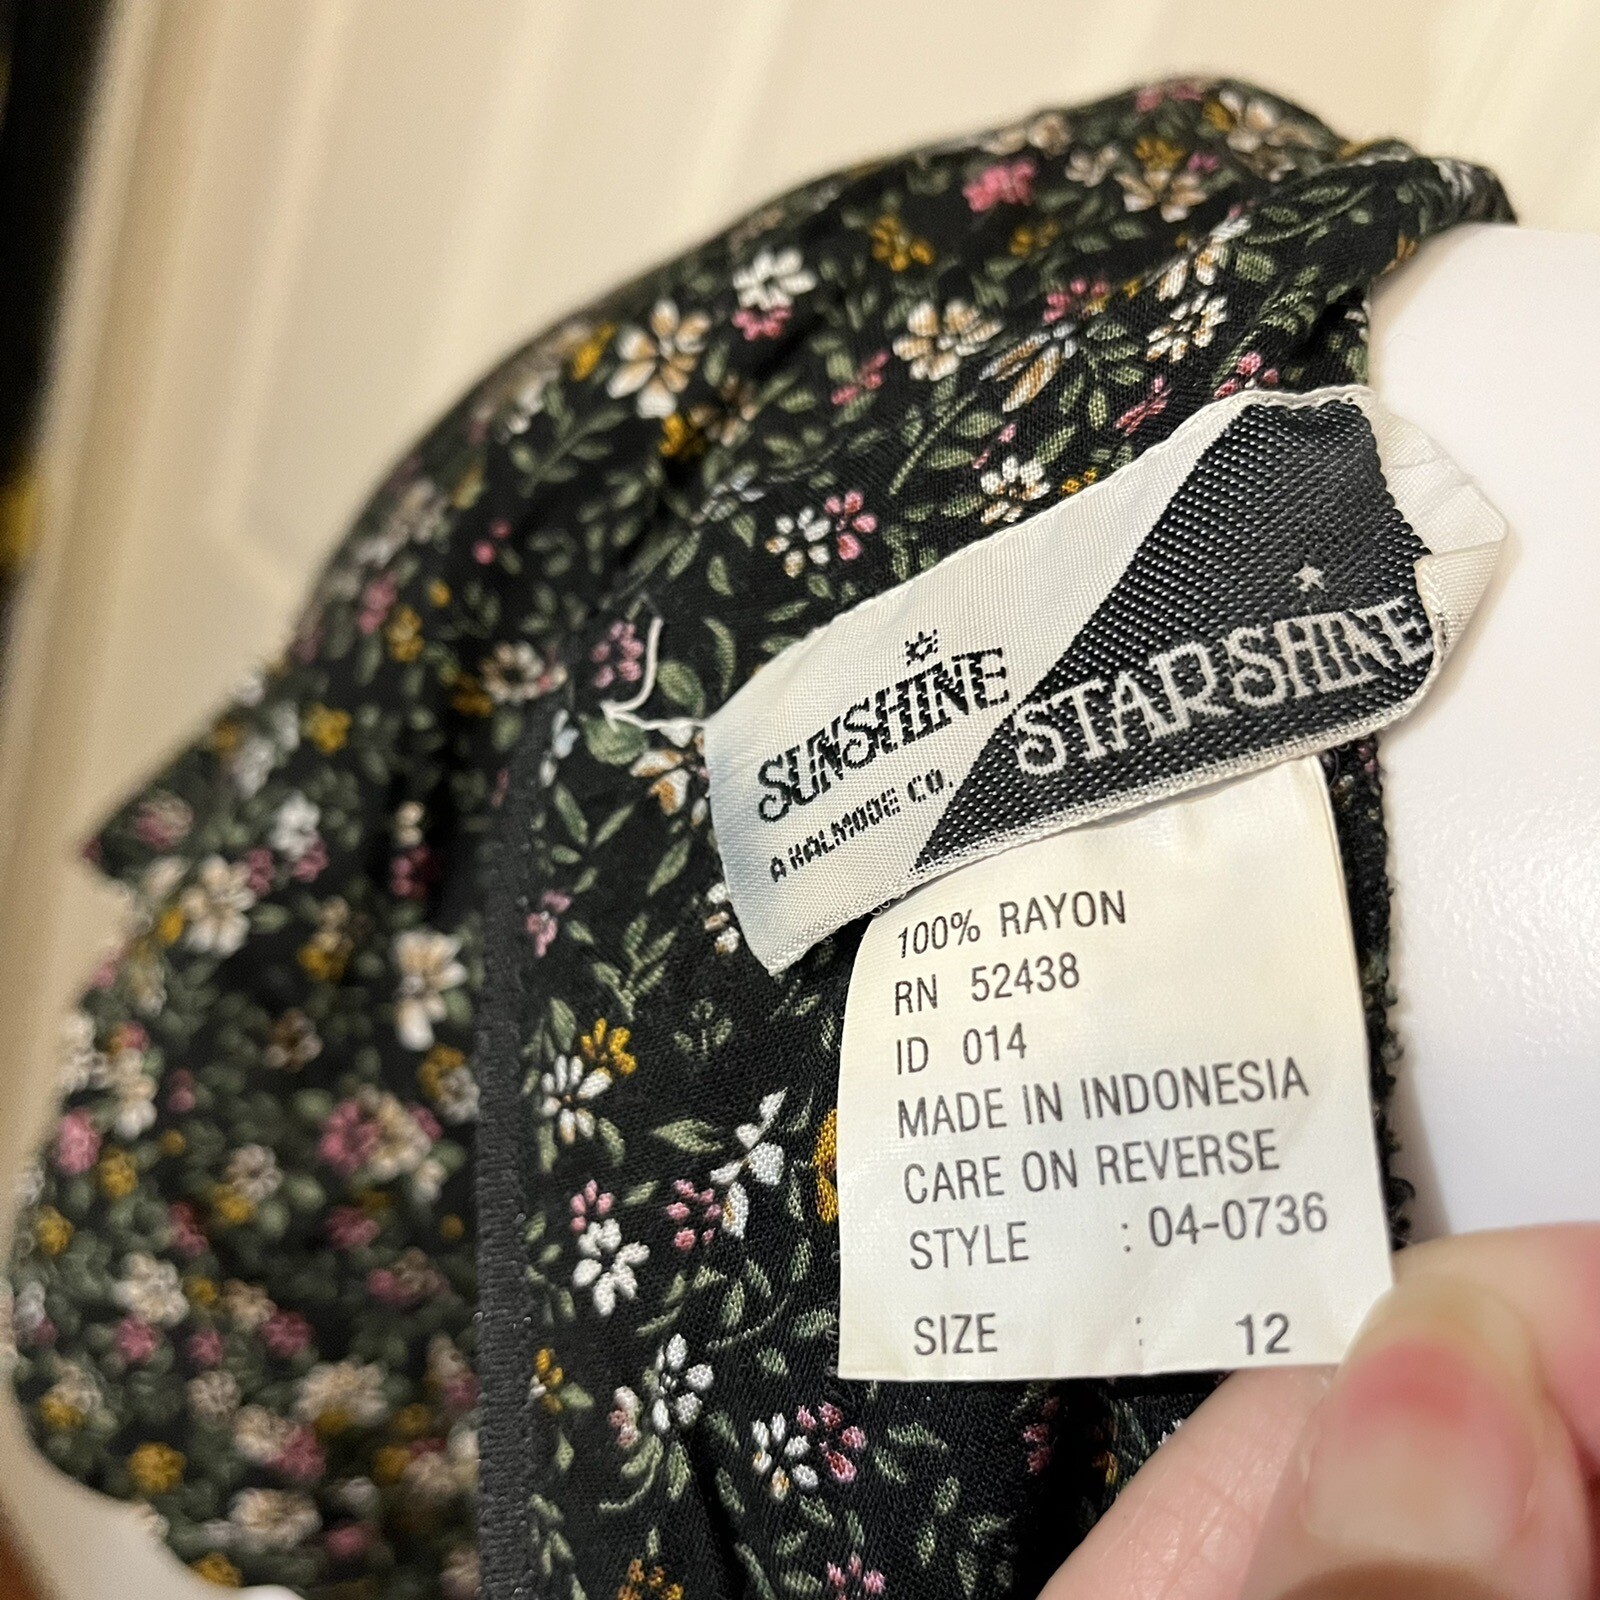 SUNSHINE
STARSHINE
A HALMODE CO.
100% RAYON
RN 52438
ID 014
MADE IN INDONESIA
CARE ON REVERSE
STYLE : 04-0736
SIZE : 12